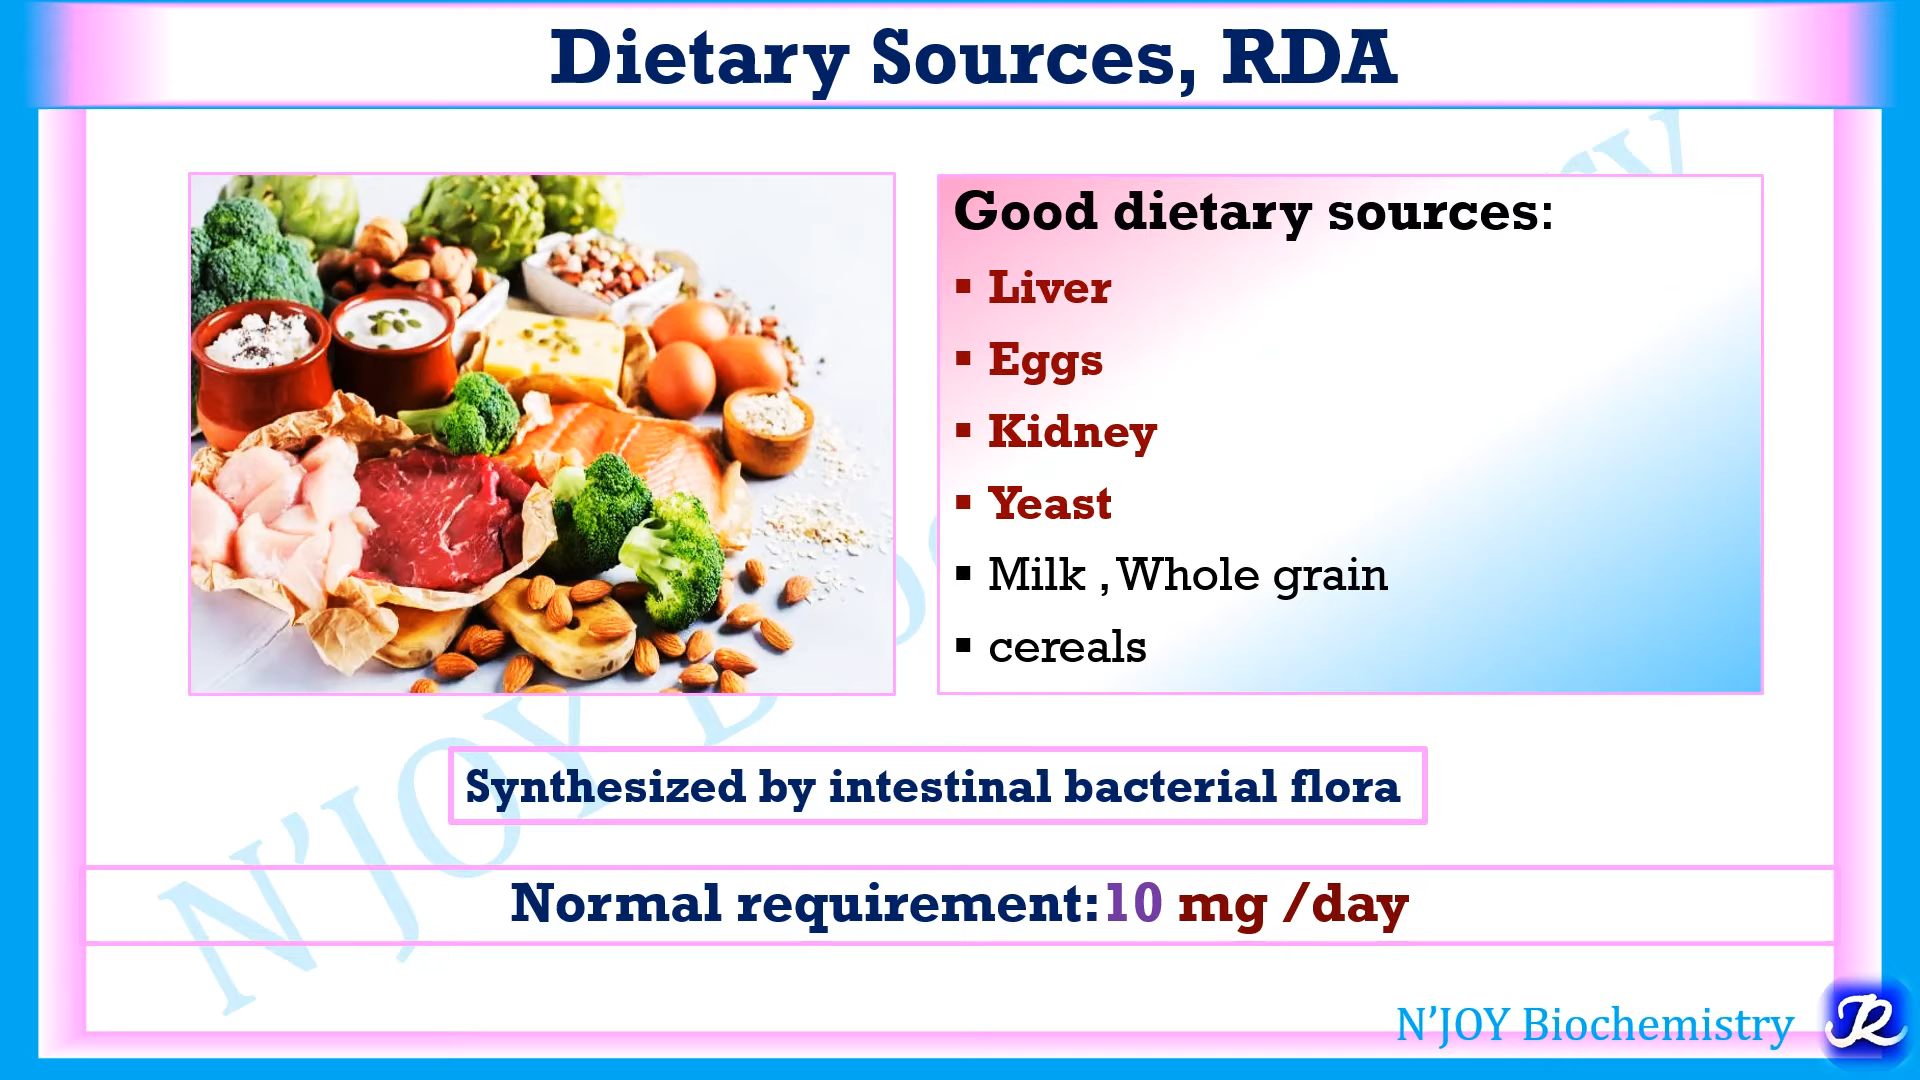 Dietary Sources, RDA
Good dietary sources:
▪ Liver
▪ Eggs
▪ Kidney
▪ Yeast
▪ Milk , Whole grain
▪ cereals
Synthesized by intestinal bacterial flora
Normal requirement:10 mg /day
N'JOY Biochemistry